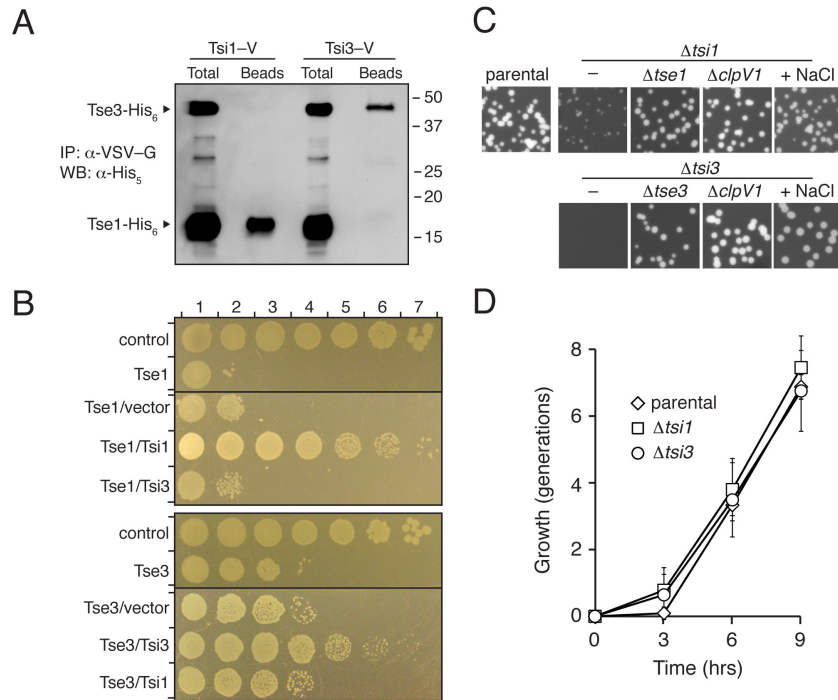 A
Tsi1–V Tsi3–V
Total Beads Total Beads
Tse3-His6
IP: α-VSV–G
WB: α-His5
Tse1-His6
50
37
25
20
15
B
1 2 3 4 5 6 7
control
Tse1
Tse1/vector
Tse1/Tsi1
Tse1/Tsi3
control
Tse3
Tse3/vector
Tse3/Tsi3
Tse3/Tsi1
C
Δtsi1
parental – Δtse1 ΔclpV1 + NaCl
Δtsi3
– Δtse3 ΔclpV1 + NaCl
D
8
6
4
2
0
Growth (generations)
parental
Δtsi1
Δtsi3
0 3 6 9
Time (hrs)